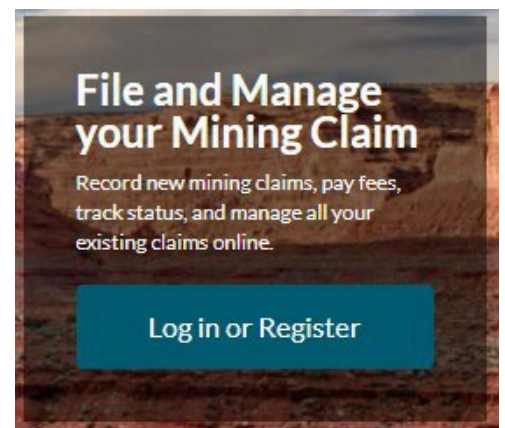 File and Manage
your Mining Claim
Record new mining claims, pay fees,
track status, and manage all your
existing claims online.
Log in or Register